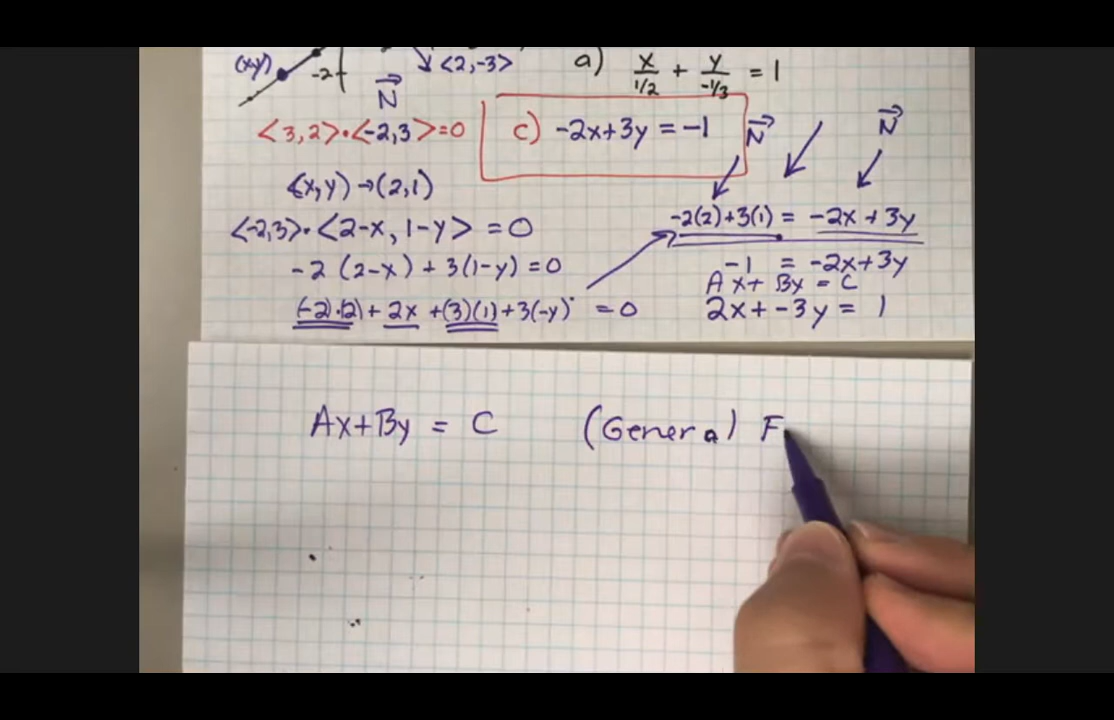 (x,y) -2 <2,-3> a) x/1/2 + y/-1/3 = 1
N
<3,2>·<-2,3>=0 c) -2x+3y = -1 N N
(x,y)→(2,1)
<-2,3>·<2-x, 1-y> = 0 -2(2)+3(1) = -2x+3y
-2(2-x)+3(1-y)=0 -1 = -2x+3y
Ax+By=C
(-2)·(2)+2x+(3)(1)+3(-y) = 0 2x+-3y = 1
Ax+By = C (General) F